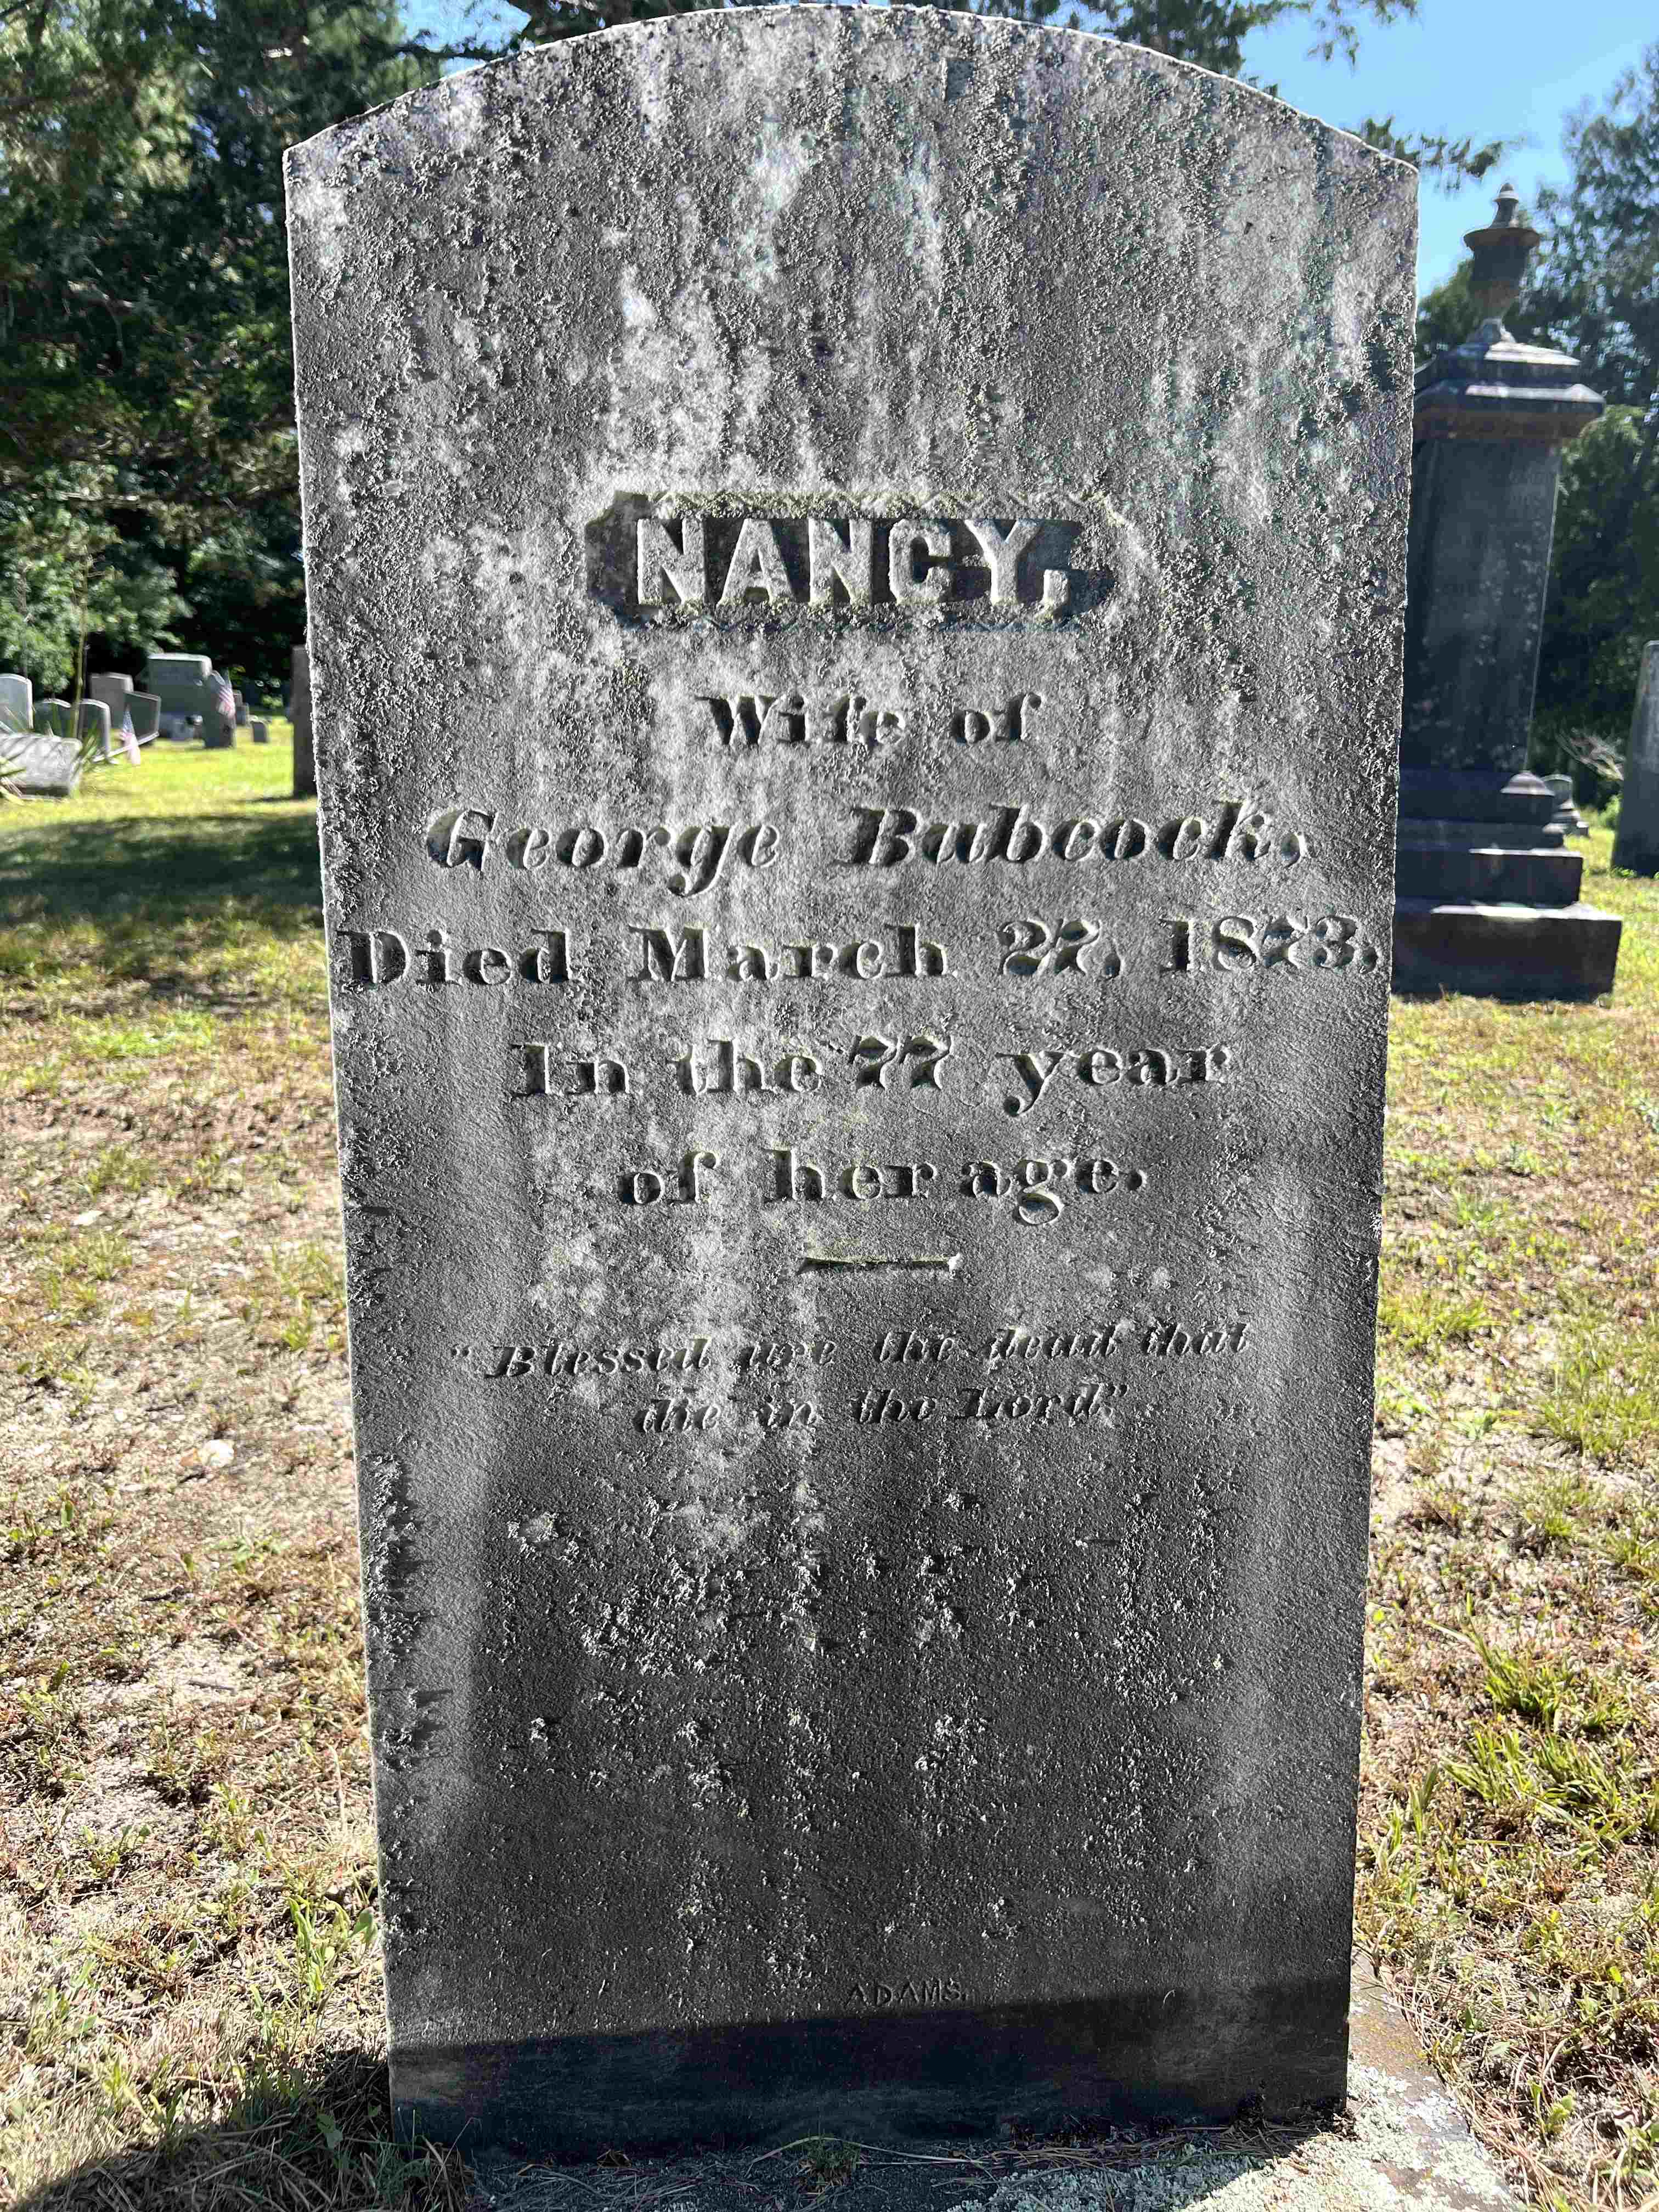 NANCY,
Wife of
George Babcock,
Died March 27, 1873,
In the 77 year
of her age.
"Blessed are the dead that
die in the Lord"
ADAMS.